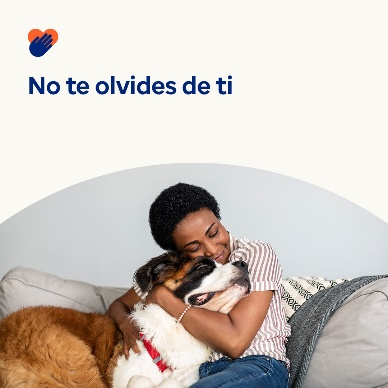 No te olvides de ti